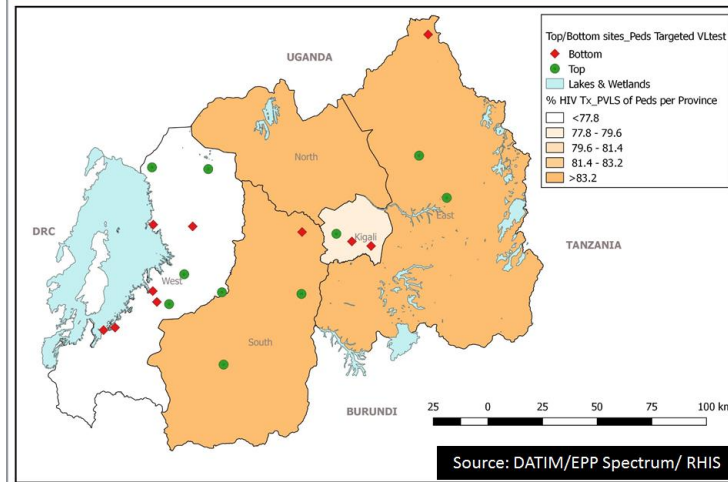 Top/Bottom sites_Peds Targeted VLtest
Bottom
Top
Lakes & Wetlands
% HIV Tx_PVLS of Peds per Province
<77.8
77.8 - 79.6
79.6 - 81.4
81.4 - 83.2
>83.2
UGANDA
North
East
DRC
Kigali
TANZANIA
West
South
BURUNDI
25 0 25 50 75 100 km
Source: DATIM/EPP Spectrum/ RHIS